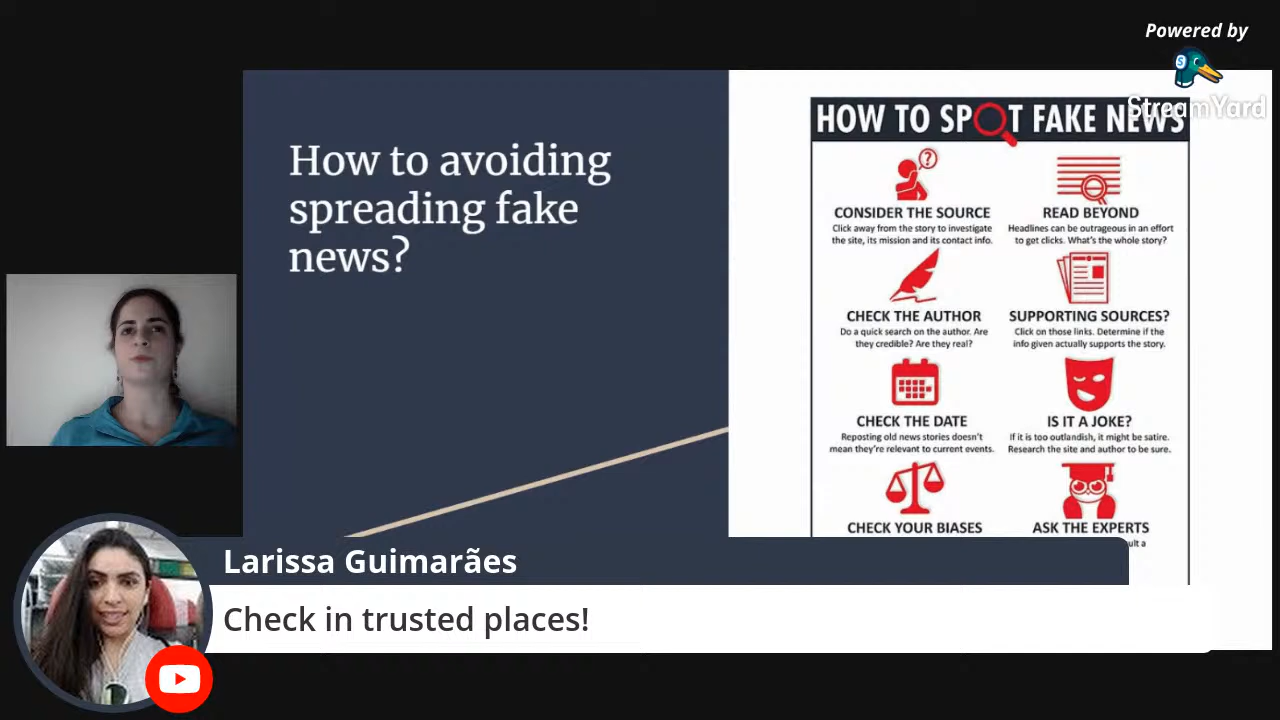 Powered by
StreamYard
How to avoiding
spreading fake
news?
HOW TO SPOT FAKE NEWS
CONSIDER THE SOURCE
Click away from the story to investigate
the site, its mission and its contact info.
READ BEYOND
Headlines can be outrageous in an effort
to get clicks. What's the whole story?
CHECK THE AUTHOR
Do a quick search on the author. Are
they credible? Are they real?
SUPPORTING SOURCES?
Click on those links. Determine if the
info given actually supports the story.
CHECK THE DATE
Reposting old news stories doesn't
mean they're relevant to current events.
IS IT A JOKE?
If it is too outlandish, it might be satire.
Research the site and author to be sure.
CHECK YOUR BIASES
ASK THE EXPERTS
Larissa Guimarães
Check in trusted places!